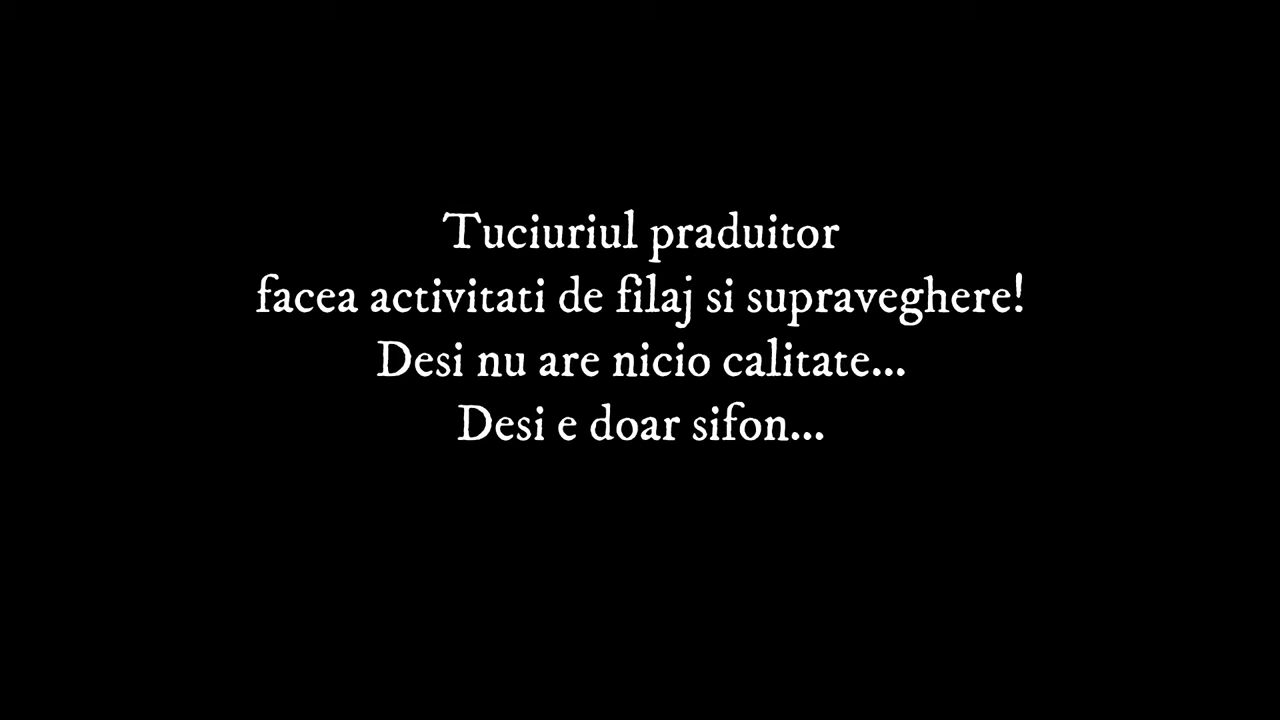 Tuciuriul praduitor
facea activitati de filaj si supraveghere!
Desi nu are nicio calitate...
Desi e doar sifon...